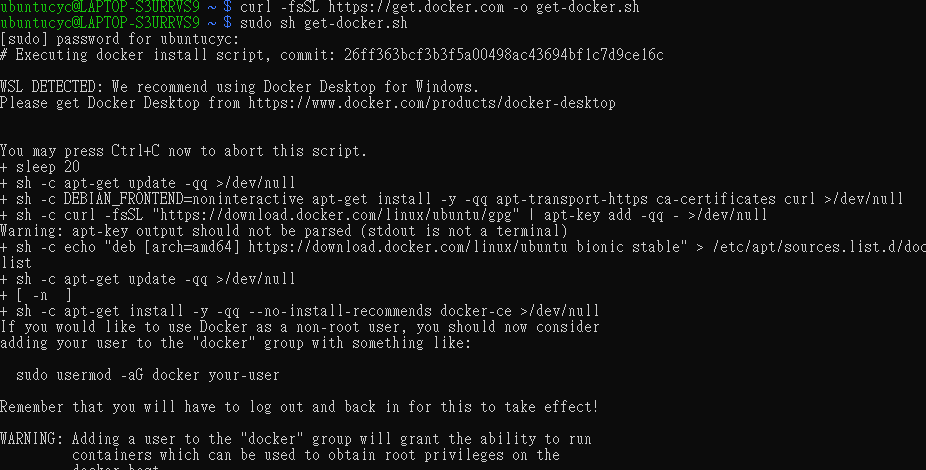 ubuntucyc@LAPTOP-S3URRVS9 ~ $ curl -fsSL https://get.docker.com -o get-docker.sh
ubuntucyc@LAPTOP-S3URRVS9 ~ $ sudo sh get-docker.sh
[sudo] password for ubuntucyc:
# Executing docker install script, commit: 26ff363bcf3b3f5a00498ac43694bf1c7d9ce16c
WSL DETECTED: We recommend using Docker Desktop for Windows.
Please get Docker Desktop from https://www.docker.com/products/docker-desktop
You may press Ctrl+C now to abort this script.
+ sleep 20
+ sh -c apt-get update -qq >/dev/null
+ sh -c DEBIAN_FRONTEND=noninteractive apt-get install -y -qq apt-transport-https ca-certificates curl >/dev/null
+ sh -c curl -fsSL "https://download.docker.com/linux/ubuntu/gpg" | apt-key add -qq - >/dev/null
Warning: apt-key output should not be parsed (stdout is not a terminal)
+ sh -c echo "deb [arch=amd64] https://download.docker.com/linux/ubuntu bionic stable" > /etc/apt/sources.list.d/doc
list
+ sh -c apt-get update -qq >/dev/null
+ [ -n  ]
+ sh -c apt-get install -y -qq --no-install-recommends docker-ce >/dev/null
If you would like to use Docker as a non-root user, you should now consider
adding your user to the "docker" group with something like:
sudo usermod -aG docker your-user
Remember that you will have to log out and back in for this to take effect!
WARNING: Adding a user to the "docker" group will grant the ability to run
containers which can be used to obtain root privileges on the
docker host.